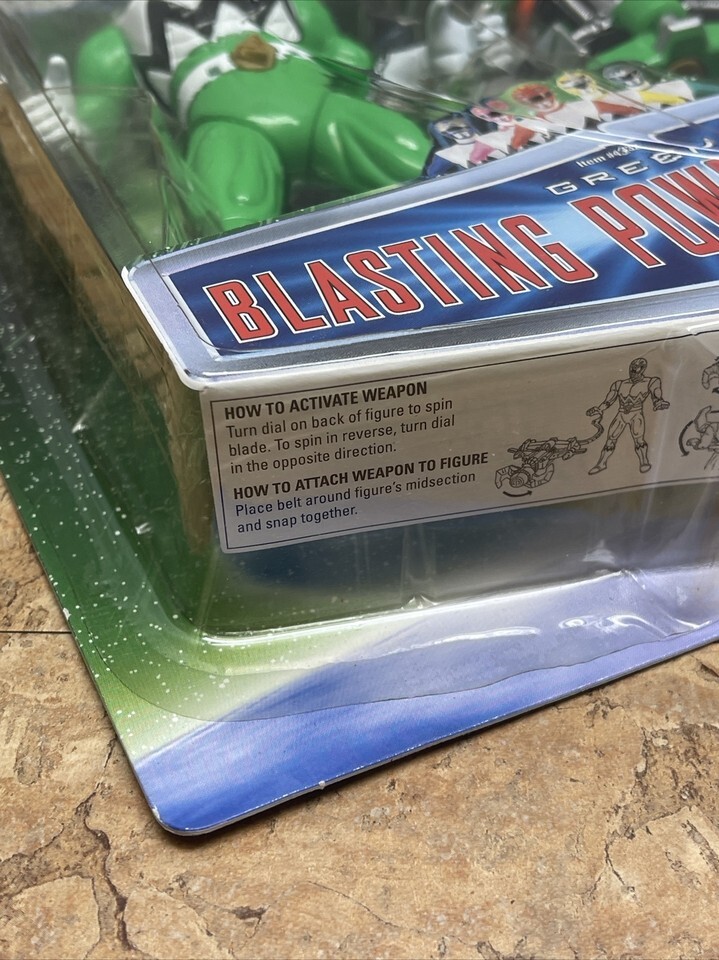 Item
GREEN
BLASTING
HOW TO ACTIVATE WEAPON
Turn dial on back of figure to spin
blade. To spin in reverse, turn dial
in the opposite direction.
HOW TO ATTACH WEAPON TO FIGURE
Place belt around figure's midsection
and snap together.